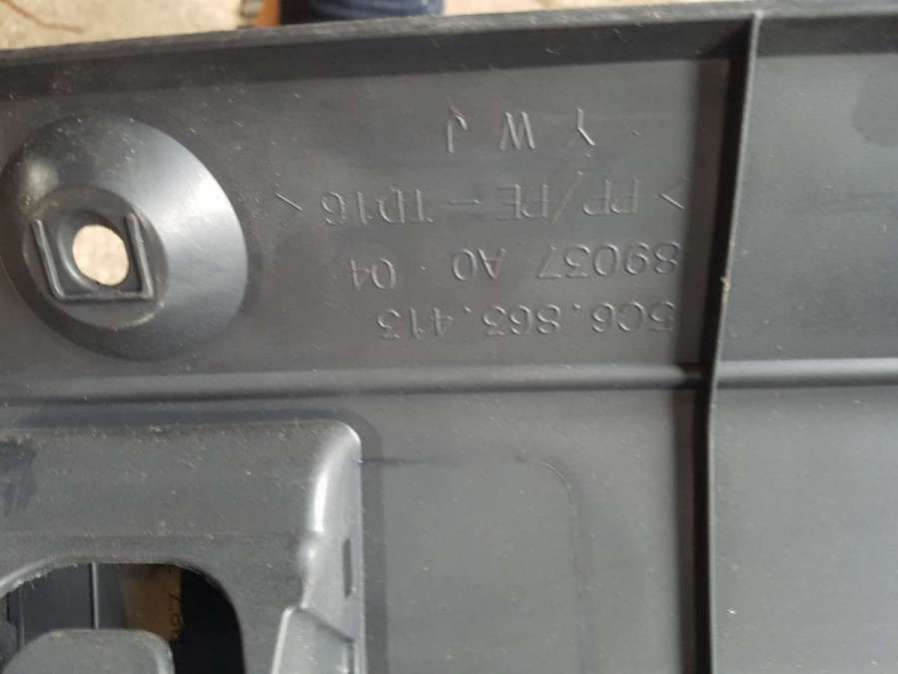 5C6.863.413
89037 A0 · 04
>PP/PE – TD16<
Y W J